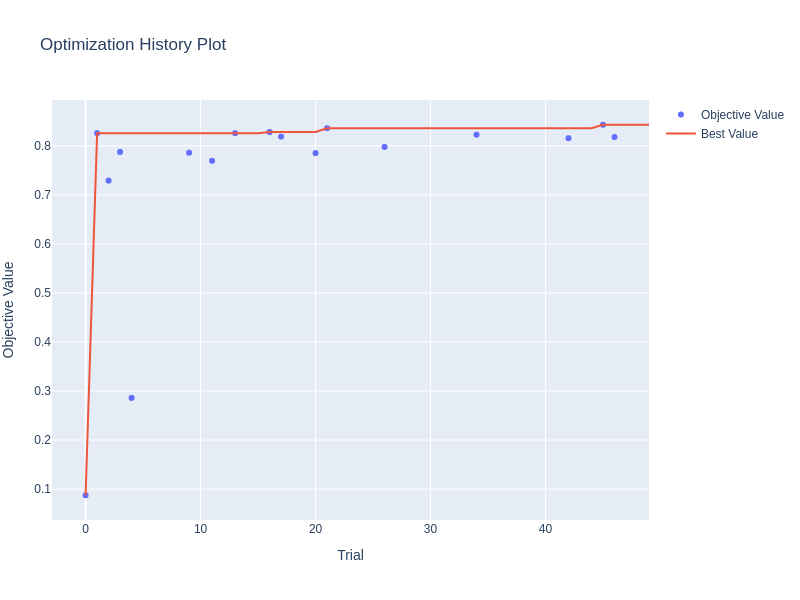 Optimization History Plot
Objective Value
Best Value
0.8
0.7
0.6
0.5
0.4
0.3
0.2
0.1
Objective Value
0 10 20 30 40
Trial